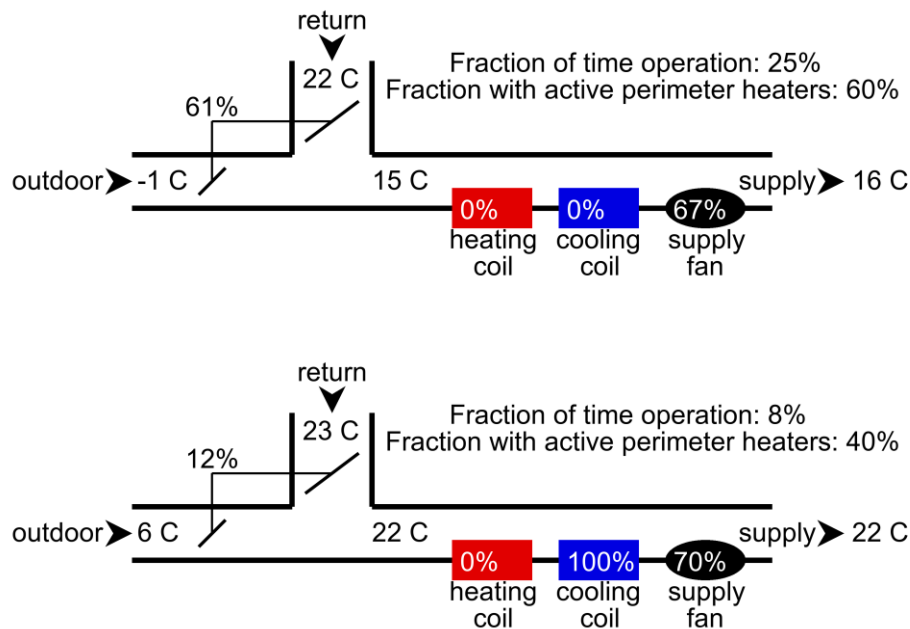 return
22 C
Fraction of time operation: 25%
Fraction with active perimeter heaters: 60%
61%
outdoor
-1 C
15 C
supply
16 C
0%
0%
67%
heating
coil
cooling
coil
supply
fan
return
23 C
Fraction of time operation: 8%
Fraction with active perimeter heaters: 40%
12%
outdoor
6 C
22 C
supply
22 C
0%
100%
70%
heating
coil
cooling
coil
supply
fan